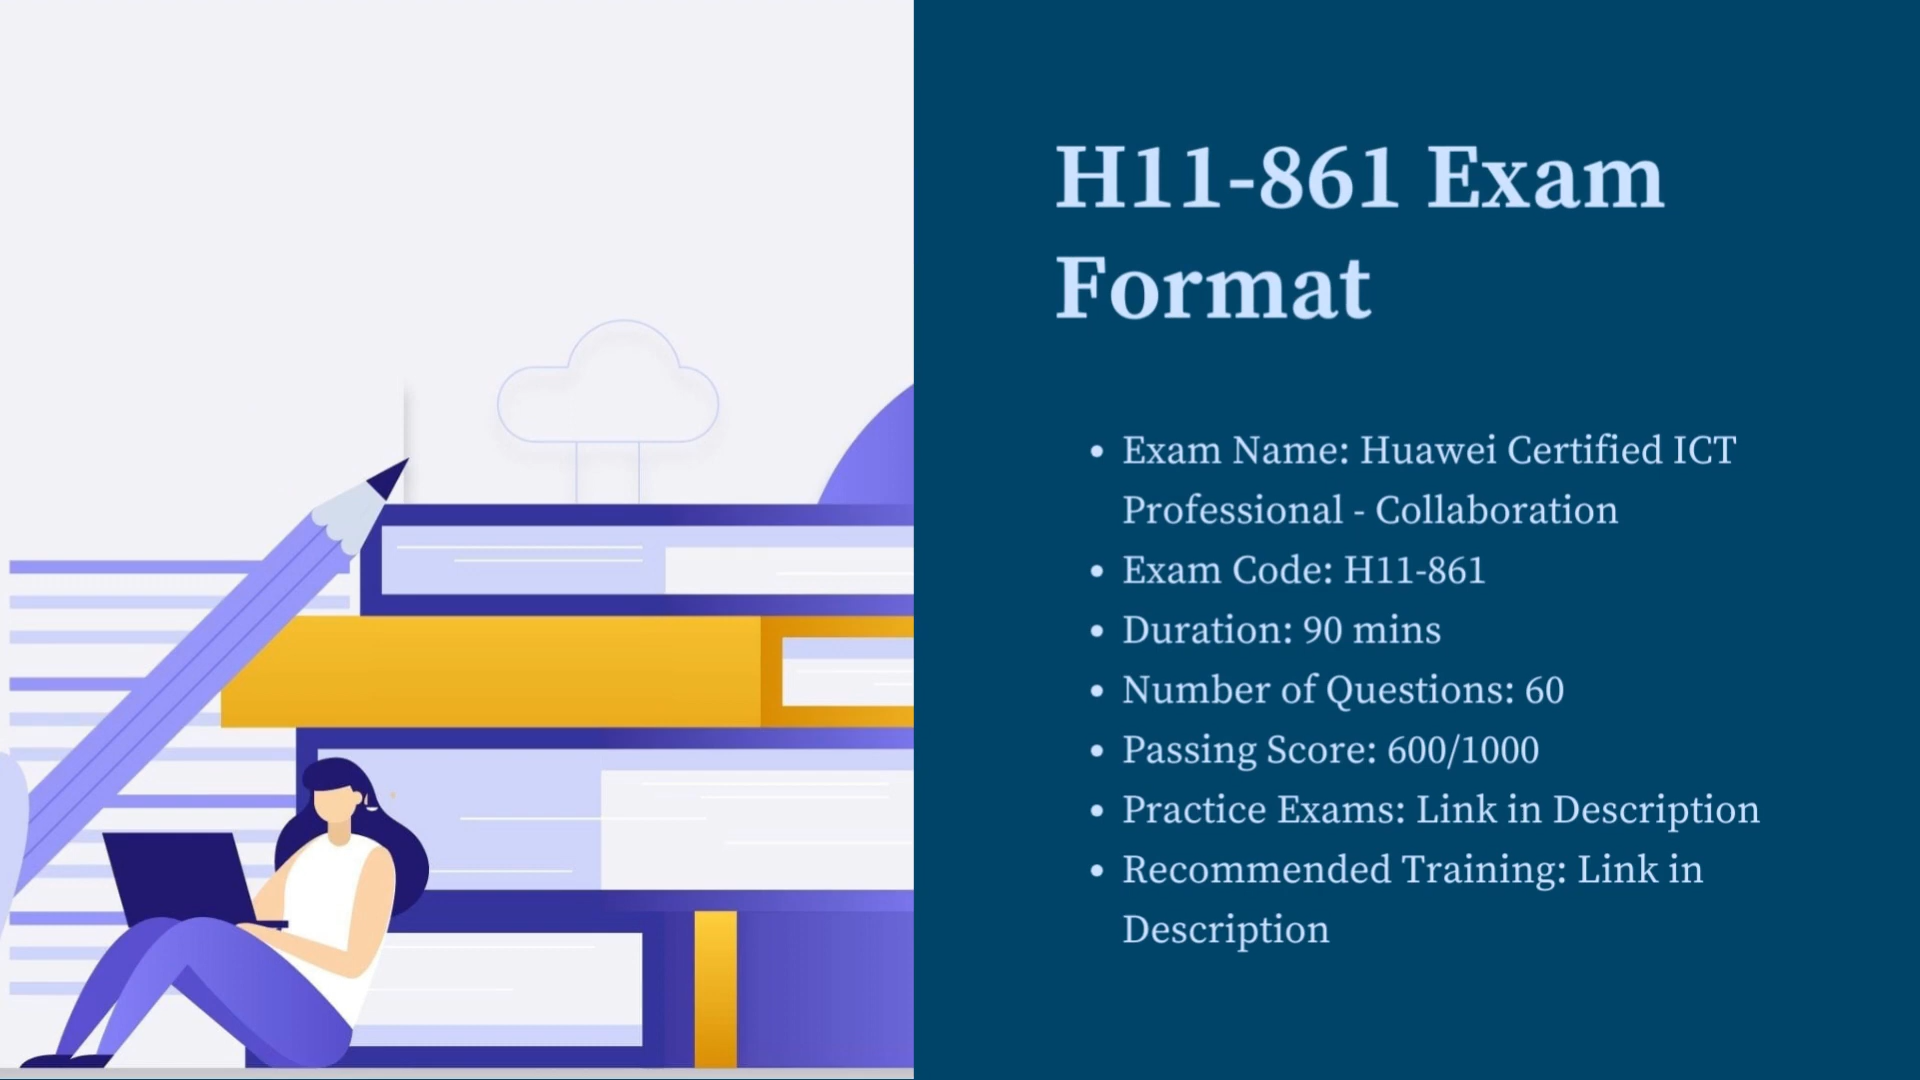 H11-861 Exam
Format
• Exam Name: Huawei Certified ICT
Professional - Collaboration
• Exam Code: H11-861
• Duration: 90 mins
• Number of Questions: 60
• Passing Score: 600/1000
• Practice Exams: Link in Description
• Recommended Training: Link in
Description